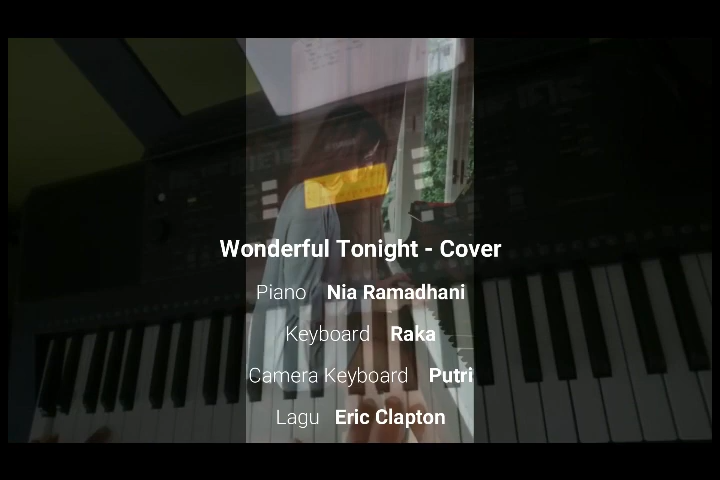 Wonderful Tonight - Cover
Piano Nia Ramadhani
Keyboard Raka
Camera Keyboard Putri
Lagu Eric Clapton